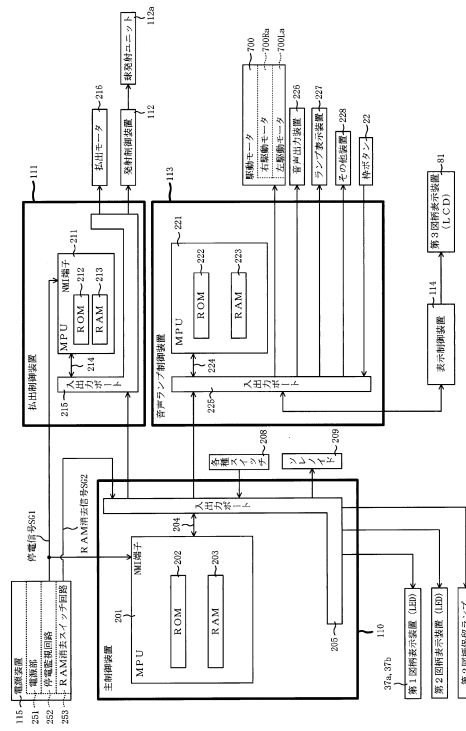 115
電源装置
251
電源部
252
停電監視回路
253
RAM消去スイッチ回路
停電信号SG1
RAM消去信号SG2
111
払出制御装置
MPU
211
NMI端子
ROM
212
RAM
213
214
215
入出力ポート
216
払出モータ
112
発射制御装置
112a
球発射ユニット
110
主制御装置
201
MPU
NMI端子
ROM
202
RAM
203
204
205
入出力ポート
208
各種スイッチ
209
ソレノイド
113
音声ランプ制御装置
MPU
221
ROM
222
RAM
223
224
225
入出力ポート
700
駆動モータ
700Ra
右駆動モータ
700La
左駆動モータ
226
音声出力装置
227
ランプ表示装置
228
その他装置
22
枠ボタン
114
表示制御装置
81
第3図柄表示装置
(LCD)
37a,37b
第1図柄表示装置(LED)
第2図柄表示装置(LED)